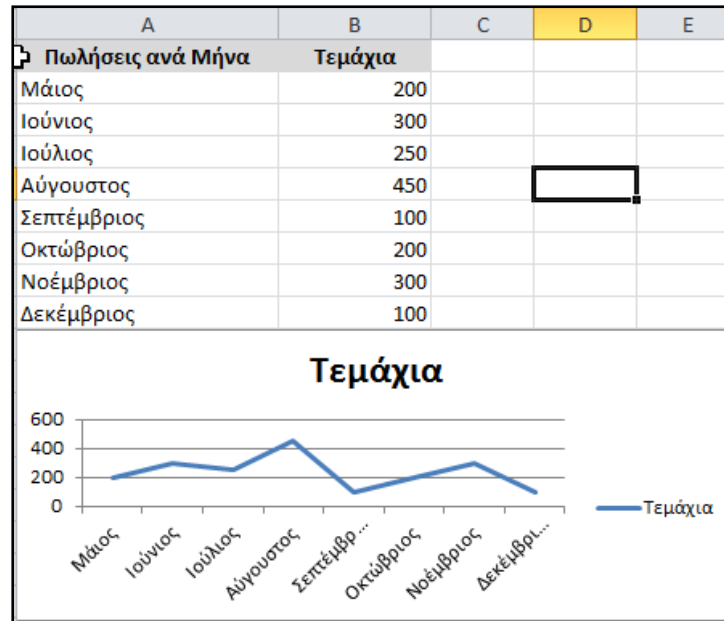 A B C D E
Πωλήσεις ανά Μήνα Τεμάχια
Μάιος 200
Ιούνιος 300
Ιούλιος 250
Αύγουστος 450
Σεπτέμβριος 100
Οκτώβριος 200
Νοέμβριος 300
Δεκέμβριος 100
Τεμάχια
600
400
200
0
Μάιος Ιούνιος Ιούλιος Αύγουστος Σεπτέμβρ... Οκτώβριος Νοέμβριος Δεκέμβρι...
Τεμάχια